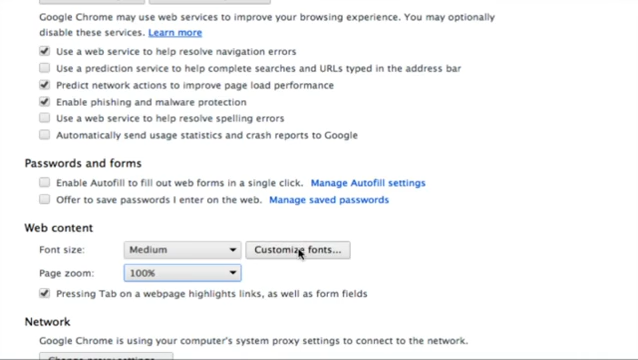 Google Chrome may use web services to improve your browsing experience. You may optionally
disable these services. Learn more
Use a web service to help resolve navigation errors
Use a prediction service to help complete searches and URLs typed in the address bar
Predict network actions to improve page load performance
Enable phishing and malware protection
Use a web service to help resolve spelling errors
Automatically send usage statistics and crash reports to Google
Passwords and forms
Enable Autofill to fill out web forms in a single click. Manage Autofill settings
Offer to save passwords I enter on the web. Manage saved passwords
Web content
Font size: Medium Customize fonts...
Page zoom: 100%
Pressing Tab on a webpage highlights links, as well as form fields
Network
Google Chrome is using your computer's system proxy settings to connect to the network.
Change proxy settings...